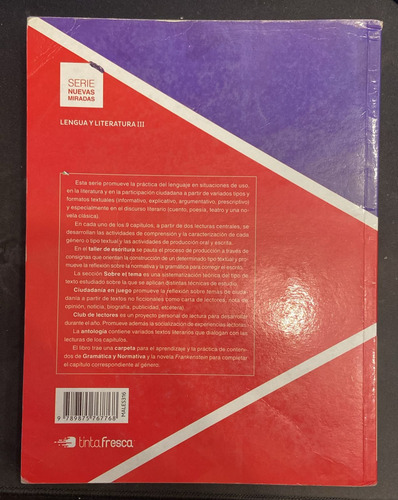 SERIE
NUEVAS
MIRADAS
LENGUA Y LITERATURA III
Esta serie promueve la práctica del lenguaje en situaciones de uso,
en la literatura y en la participación ciudadana a partir de variados tipos y
formatos textuales (informativo, explicativo, argumentativo, prescriptivo)
y especialmente en el discurso literario (cuento, poesía, teatro y una no-
vela clásica).
En cada uno de los 9 capítulos, a partir de dos lecturas centrales, se
desarrollan las actividades de comprensión y la caracterización de cada
género o tipo textual y las actividades de producción oral y escrita.
En el taller de escritura se pauta el proceso de producción a través de
consignas que orientan la construcción de un determinado tipo textual y pro-
mueve la reflexión sobre la normativa y la gramática para corregir el escrito.
La sección Sobre el tema es una sistematización teórica del tipo de
texto estudiado sobre la que se aplican distintas técnicas de estudio.
Ciudadanía en juego promueve la reflexión sobre temas de ciuda-
danía a partir de textos no ficcionales como carta de lectores, nota de
opinión, noticia, biografía, publicidad, etcétera).
Club de lectores es un proyecto personal de lectura para desarrollar
durante el año. Promueve además la socialización de experiencias lectoras.
La antología contiene variados textos literarios que dialogan con las
lecturas de los capítulos.
El libro trae una carpeta para el aprendizaje y la práctica de conteni-
dos de Gramática y Normativa y la novela Frankenstein para completar
el capítulo correspondiente al género.
MALES316
9 789875 767768
tintafresca